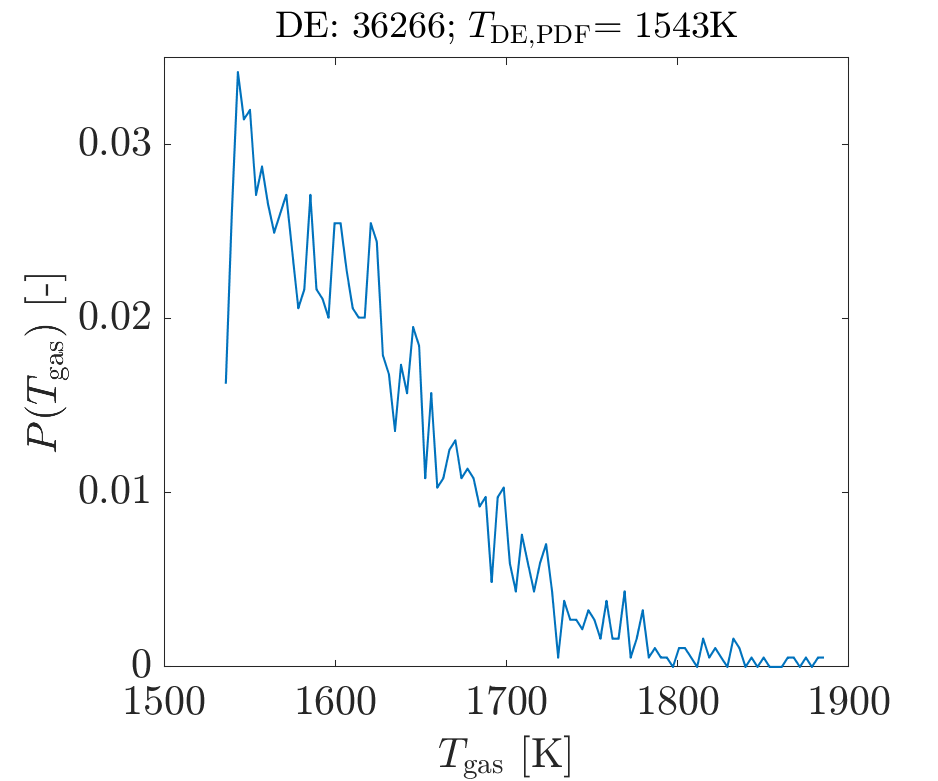 DE: 36266; T_DE,PDF= 1543K
0.03
0.02
0.01
0
P(T_gas) [-]
1500 1600 1700 1800 1900
T_gas [K]